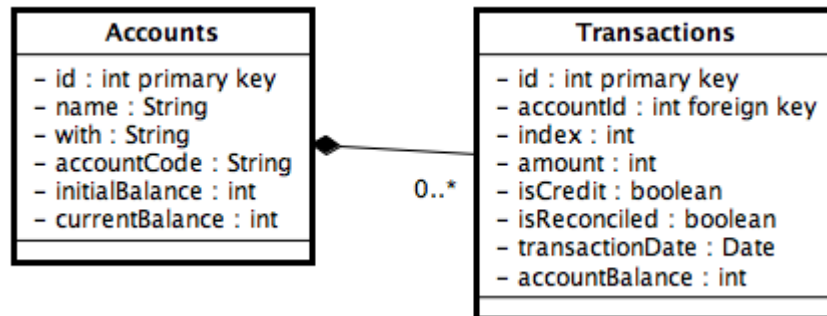 Accounts
– id : int primary key
– name : String
– with : String
– accountCode : String
– initialBalance : int
– currentBalance : int
0..*
Transactions
– id : int primary key
– accountId : int foreign key
– index : int
– amount : int
– isCredit : boolean
– isReconciled : boolean
– transactionDate : Date
– accountBalance : int